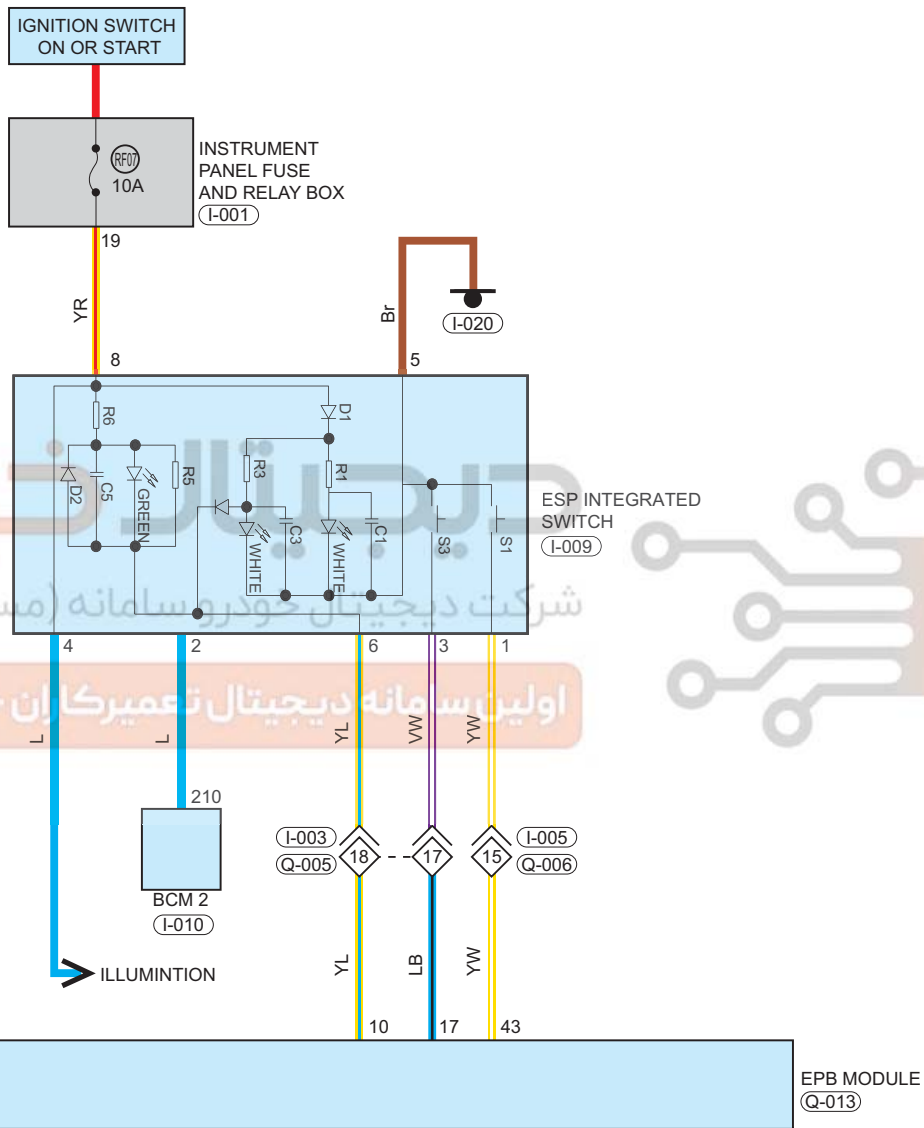 IGNITION SWITCH
ON OR START
RF07
10A
INSTRUMENT
PANEL FUSE
AND RELAY BOX
I-001
19
YR
Br
I-020
8
5
R6
D1
D2
C5
GREEN
R5
R3
R1
WHITE
C3
WHITE
C1
S3
S1
ESP INTEGRATED
SWITCH
I-009
دیجیتال خ
شرکت دیجیتال خودرو سامانه (مس
اولین سامانه دیجیتال تعمیرکاران
4
2
6
3
1
L
L
YL
VW
YW
210
BCM 2
I-010
I-003
Q-005
18
17
15
I-005
Q-006
ILLUMINTION
YL
LB
YW
10
17
43
EPB MODULE
Q-013